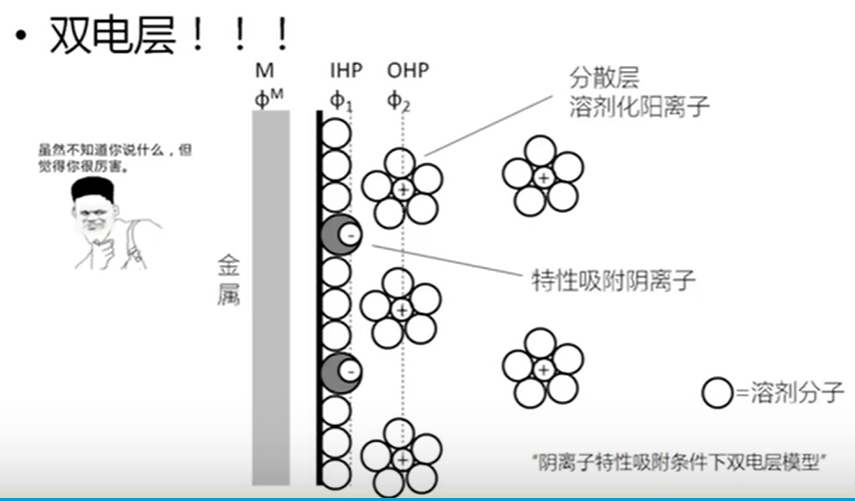 • 双电层！！！
M
IHP
OHP
ϕᴹ
ϕ₁
ϕ₂
分散层
溶剂化阳离子
虽然不知道你说什么，但
觉得你很厉害。
金
属
+
+
-
特性吸附阴离子
+
-
+
+
=溶剂分子
“阴离子特性吸附条件下双电层模型”